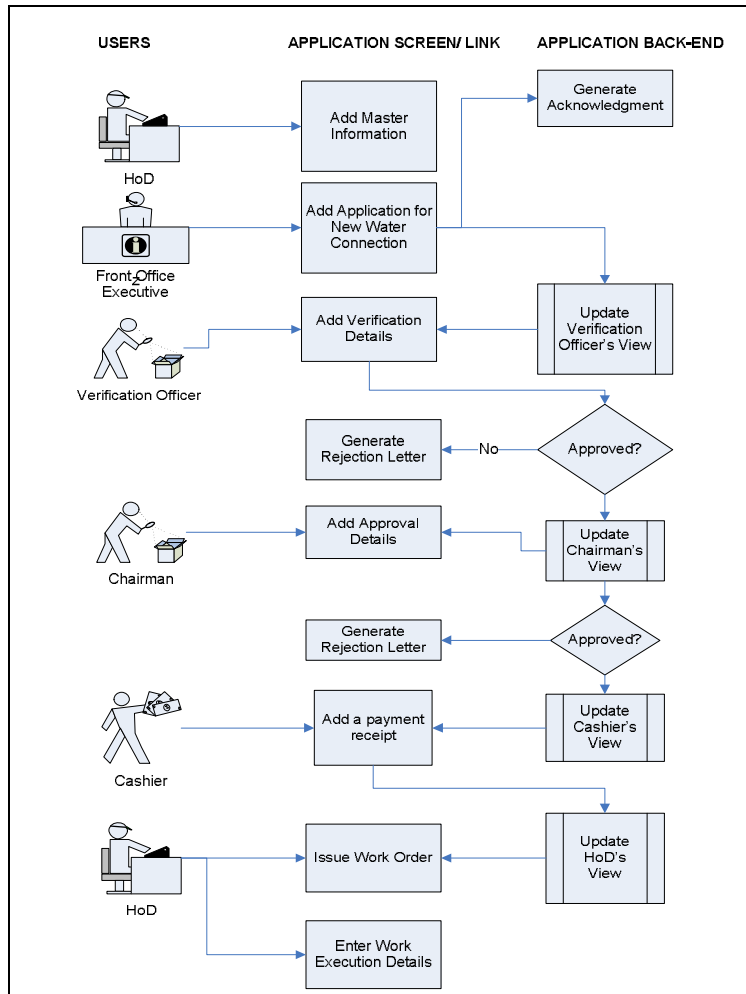 USERS
APPLICATION SCREEN/ LINK
APPLICATION BACK-END
Generate
Acknowledgment
Add Master
Information
HoD
Add Application for
New Water
Connection
Front Office
z
Executive
Update
Verification
Officer's View
Add Verification
Details
Verification Officer
Approved?
No
Generate
Rejection Letter
Update
Chairman's
View
Add Approval
Details
Chairman
Approved?
Generate
Rejection Letter
Update
Cashier's
View
Add a payment
receipt
Cashier
Update
HoD's
View
Issue Work Order
HoD
Enter Work
Execution Details